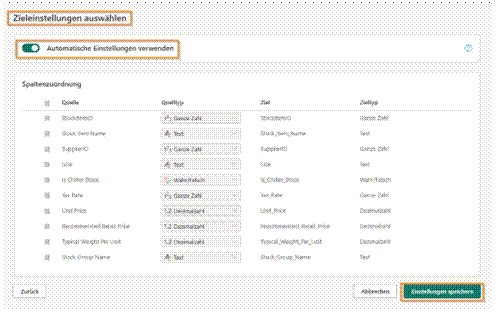 Zieleinstellungen auswählen
Automatische Einstellungen verwenden
Spaltenzuordnung
Quelle Quelltyp Ziel Zieltyp
StockItemID Ganze Zahl StockItemID Ganze Zahl
Stock Item Name Text Stock_Item_Name Text
SupplierID Ganze Zahl SupplierID Ganze Zahl
Size Text Size Text
Is Chiller Stock Wahr/Falsch Is_Chiller_Stock Wahr/Falsch
Tax Rate Ganze Zahl Tax_Rate Ganze Zahl
Unit Price 1.2 Dezimalzahl Unit_Price Dezimalzahl
Recommended Retail Price 1.2 Dezimalzahl Recommended_Retail_Price Dezimalzahl
Typical Weight Per Unit 1.2 Dezimalzahl Typical_Weight_Per_Unit Dezimalzahl
Stock Group Name Text Stock_Group_Name Text
Zurück Abbrechen Einstellungen speichern